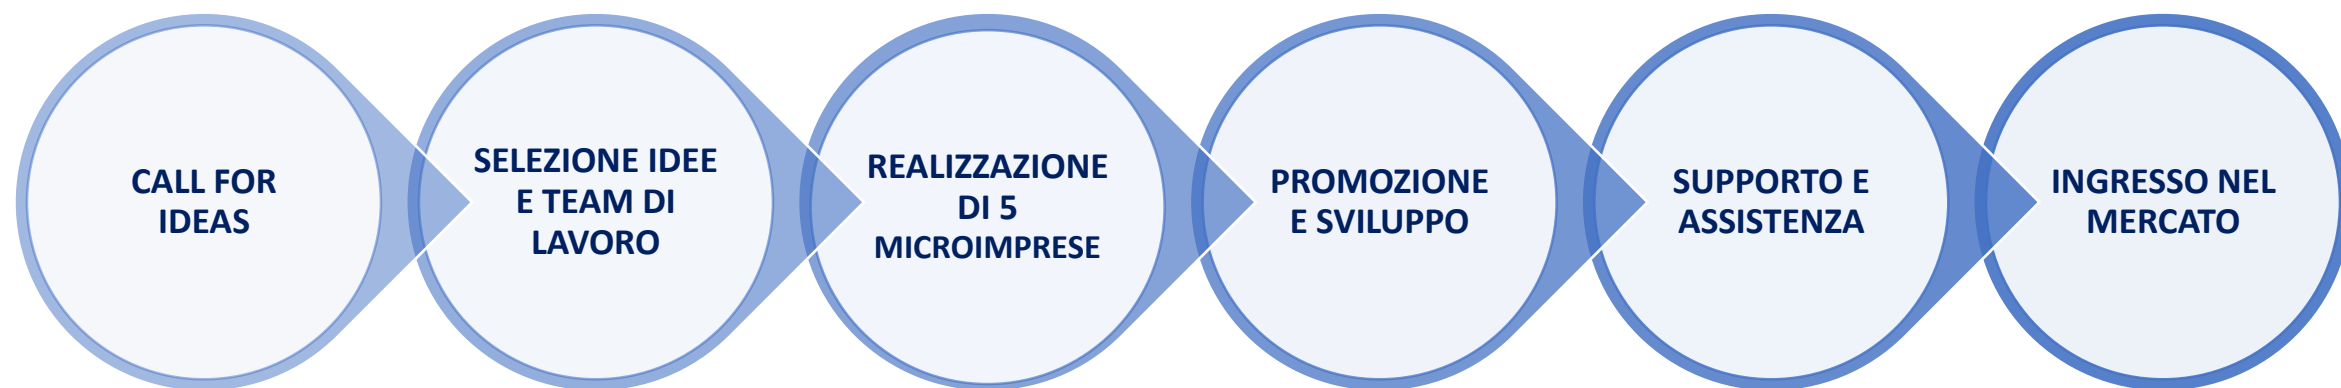 CALL FOR
IDEAS
SELEZIONE IDEE
E TEAM DI
LAVORO
REALIZZAZIONE
DI 5
MICROIMPRESE
PROMOZIONE
E SVILUPPO
SUPPORTO E
ASSISTENZA
INGRESSO NEL
MERCATO